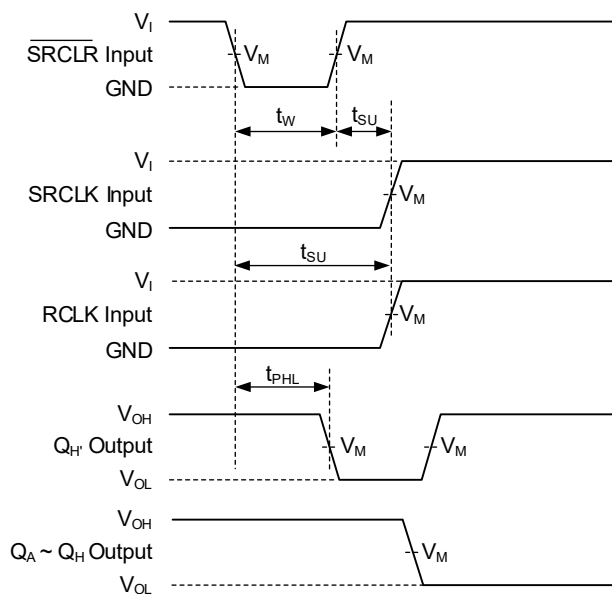 V_I
SRCLR Input
V_M V_M
GND
t_W t_SU
V_I
SRCLK Input
V_M
GND
t_SU
V_I
RCLK Input
V_M
GND
t_PHL
V_OH
Q_H' Output
V_M V_M
V_OL
V_OH
Q_A ~ Q_H Output
V_M
V_OL